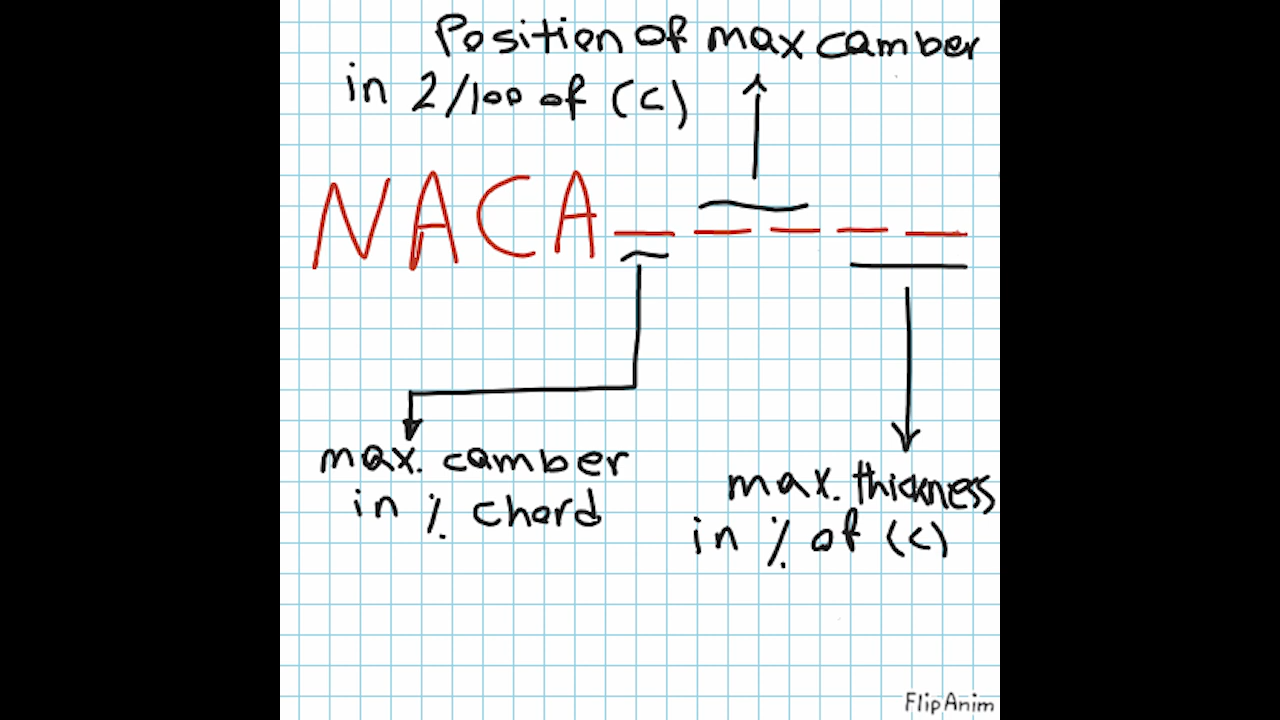 Position of max camber
in 2/100 of (c)
NACA _ _ _ _ _
max. camber
in % chord
max. thickness
in % of (c)
FlipAnim